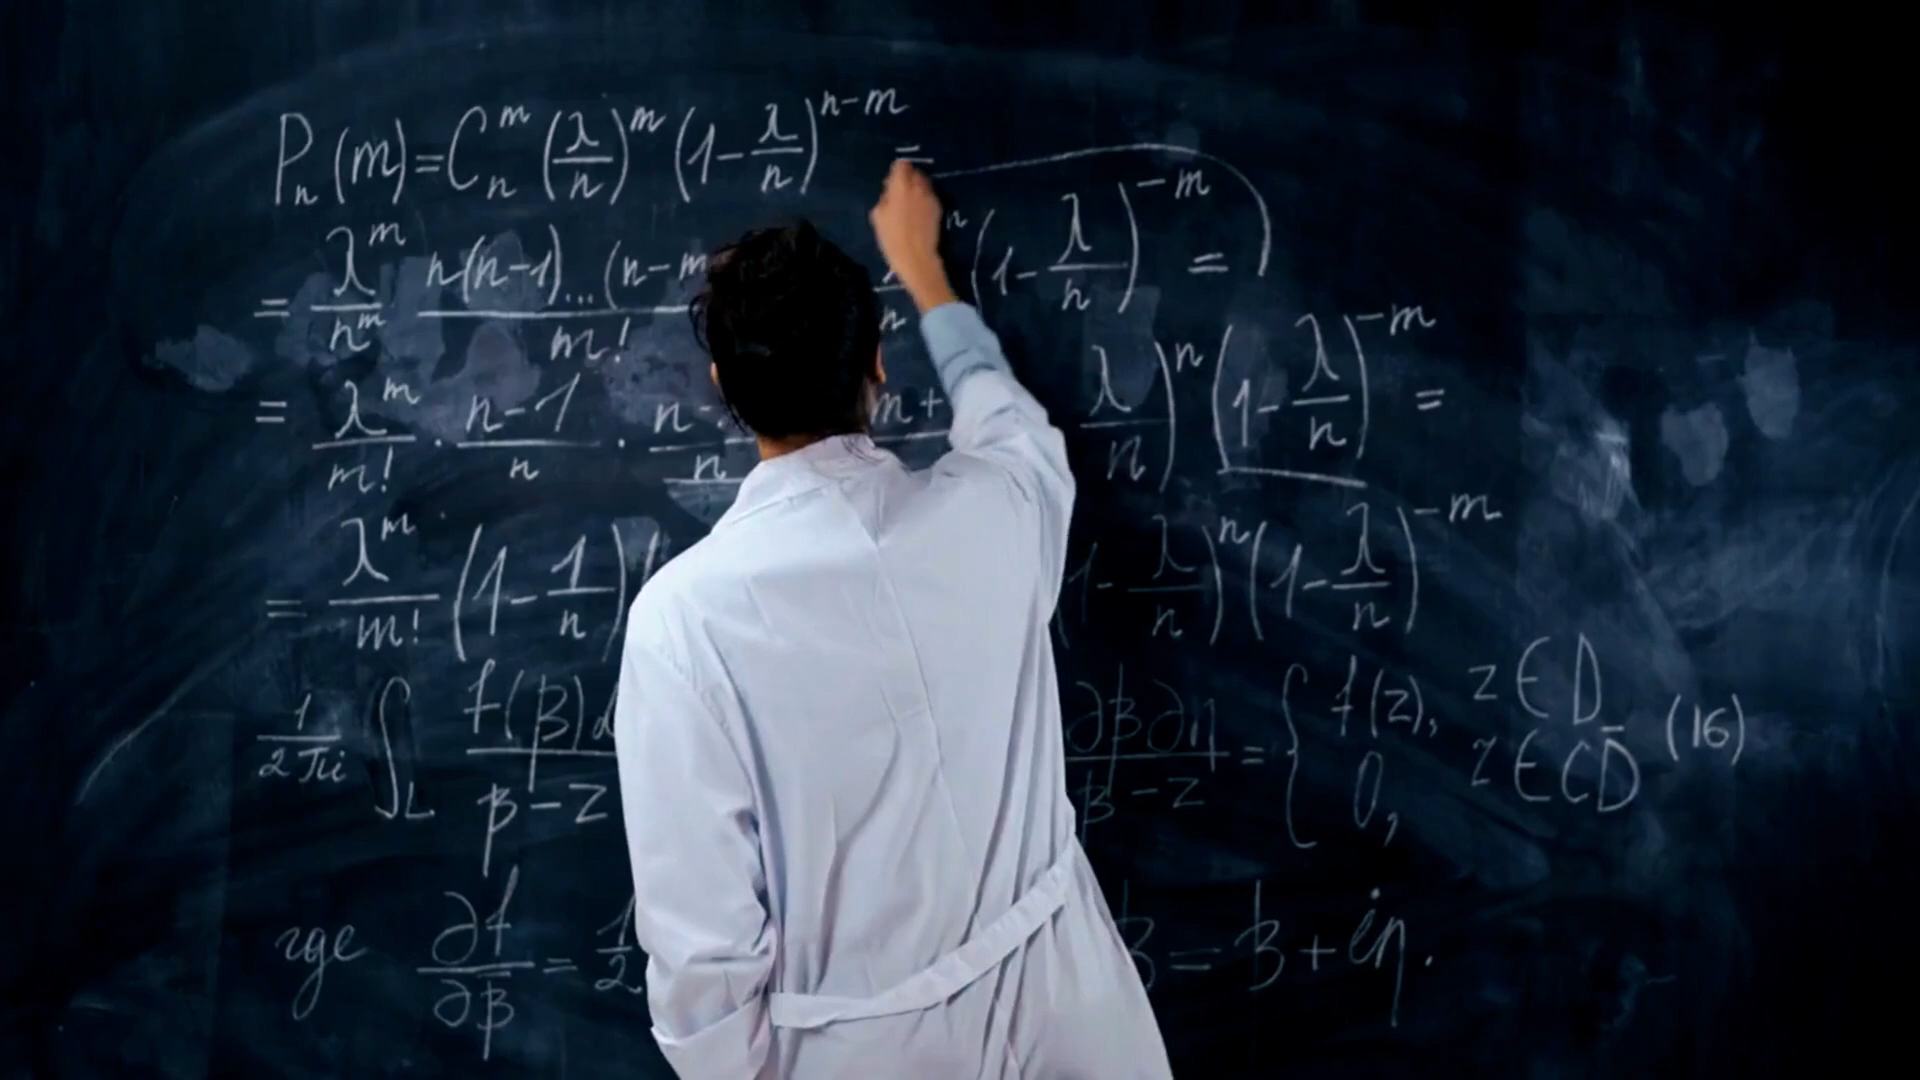 Pₙ(m) = Cₙᵐ (λ/n)ᵐ (1 - λ/n)ⁿ⁻ᵐ =
= λᵐ/nᵐ n(n-1)...(n-m /m! n (1 - λ/n)⁻ᵐ =
= λᵐ/m! · n-1/n · n- /n m+ λ/n)ⁿ (1 - λ/n)⁻ᵐ =
= λᵐ/m! (1 - 1/n) (1 - λ/n)ⁿ (1 - λ/n)⁻ᵐ
1/2πi ∫_L f(β)d /β - z ∂β∂η/β - z = { f(z), z ∈ D
0, z ∈ CD̅ (16)
где ∂f/∂β̅ = 1/2 β = β + iη.